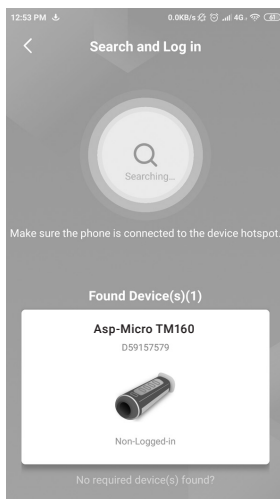 12:53 PM
0.0KB/s 4G
Search and Log in
Searching...
Make sure the phone is connected to the device hotspot.
Found Device(s)(1)
Asp-Micro TM160
D59157579
Non-Logged-in
No required device(s) found?